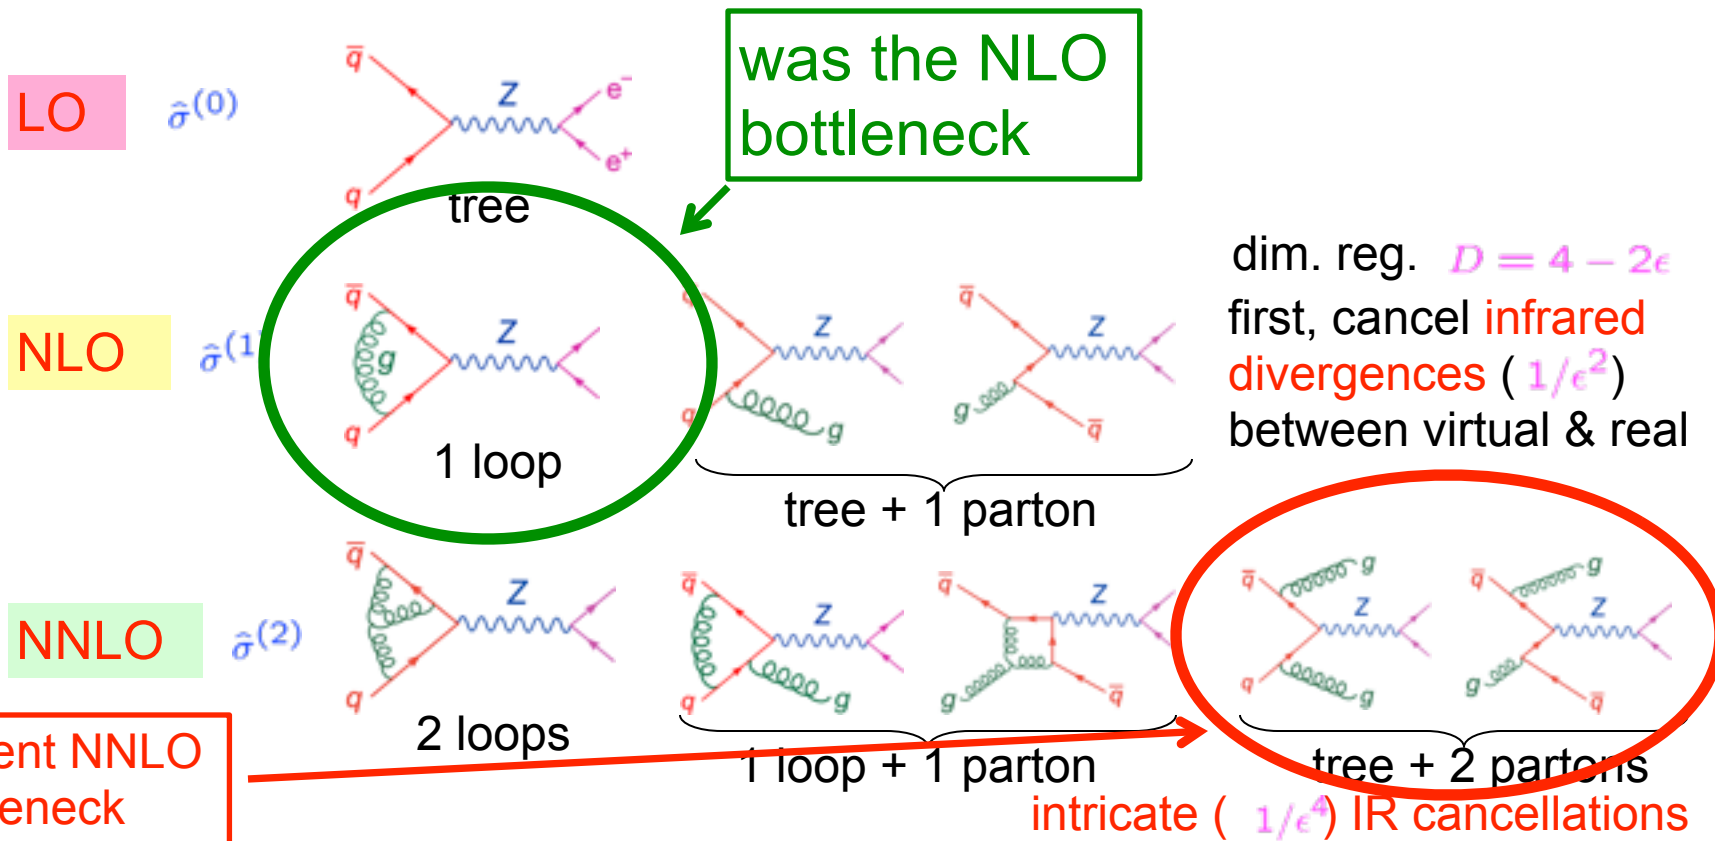 was the NLO
bottleneck
LO σ̂(0)
q̄
Z
e⁻
e⁺
q
tree
dim. reg. D = 4 − 2ϵ
first, cancel infrared
divergences ( 1/ϵ²)
between virtual & real
NLO σ̂(1
q̄
g
Z
q
1 loop
q̄
Z
q
g
q̄
Z
g
q̄
tree + 1 parton
NNLO σ̂(2)
q̄
Z
q
2 loops
q̄
Z
q
g
q̄
Z
g
q̄
1 loop + 1 parton
q̄
g
Z
q
g
q̄
g
Z
g
q̄
tree + 2 partons
ent NNLO
eneck
intricate ( 1/ϵ⁴) IR cancellations